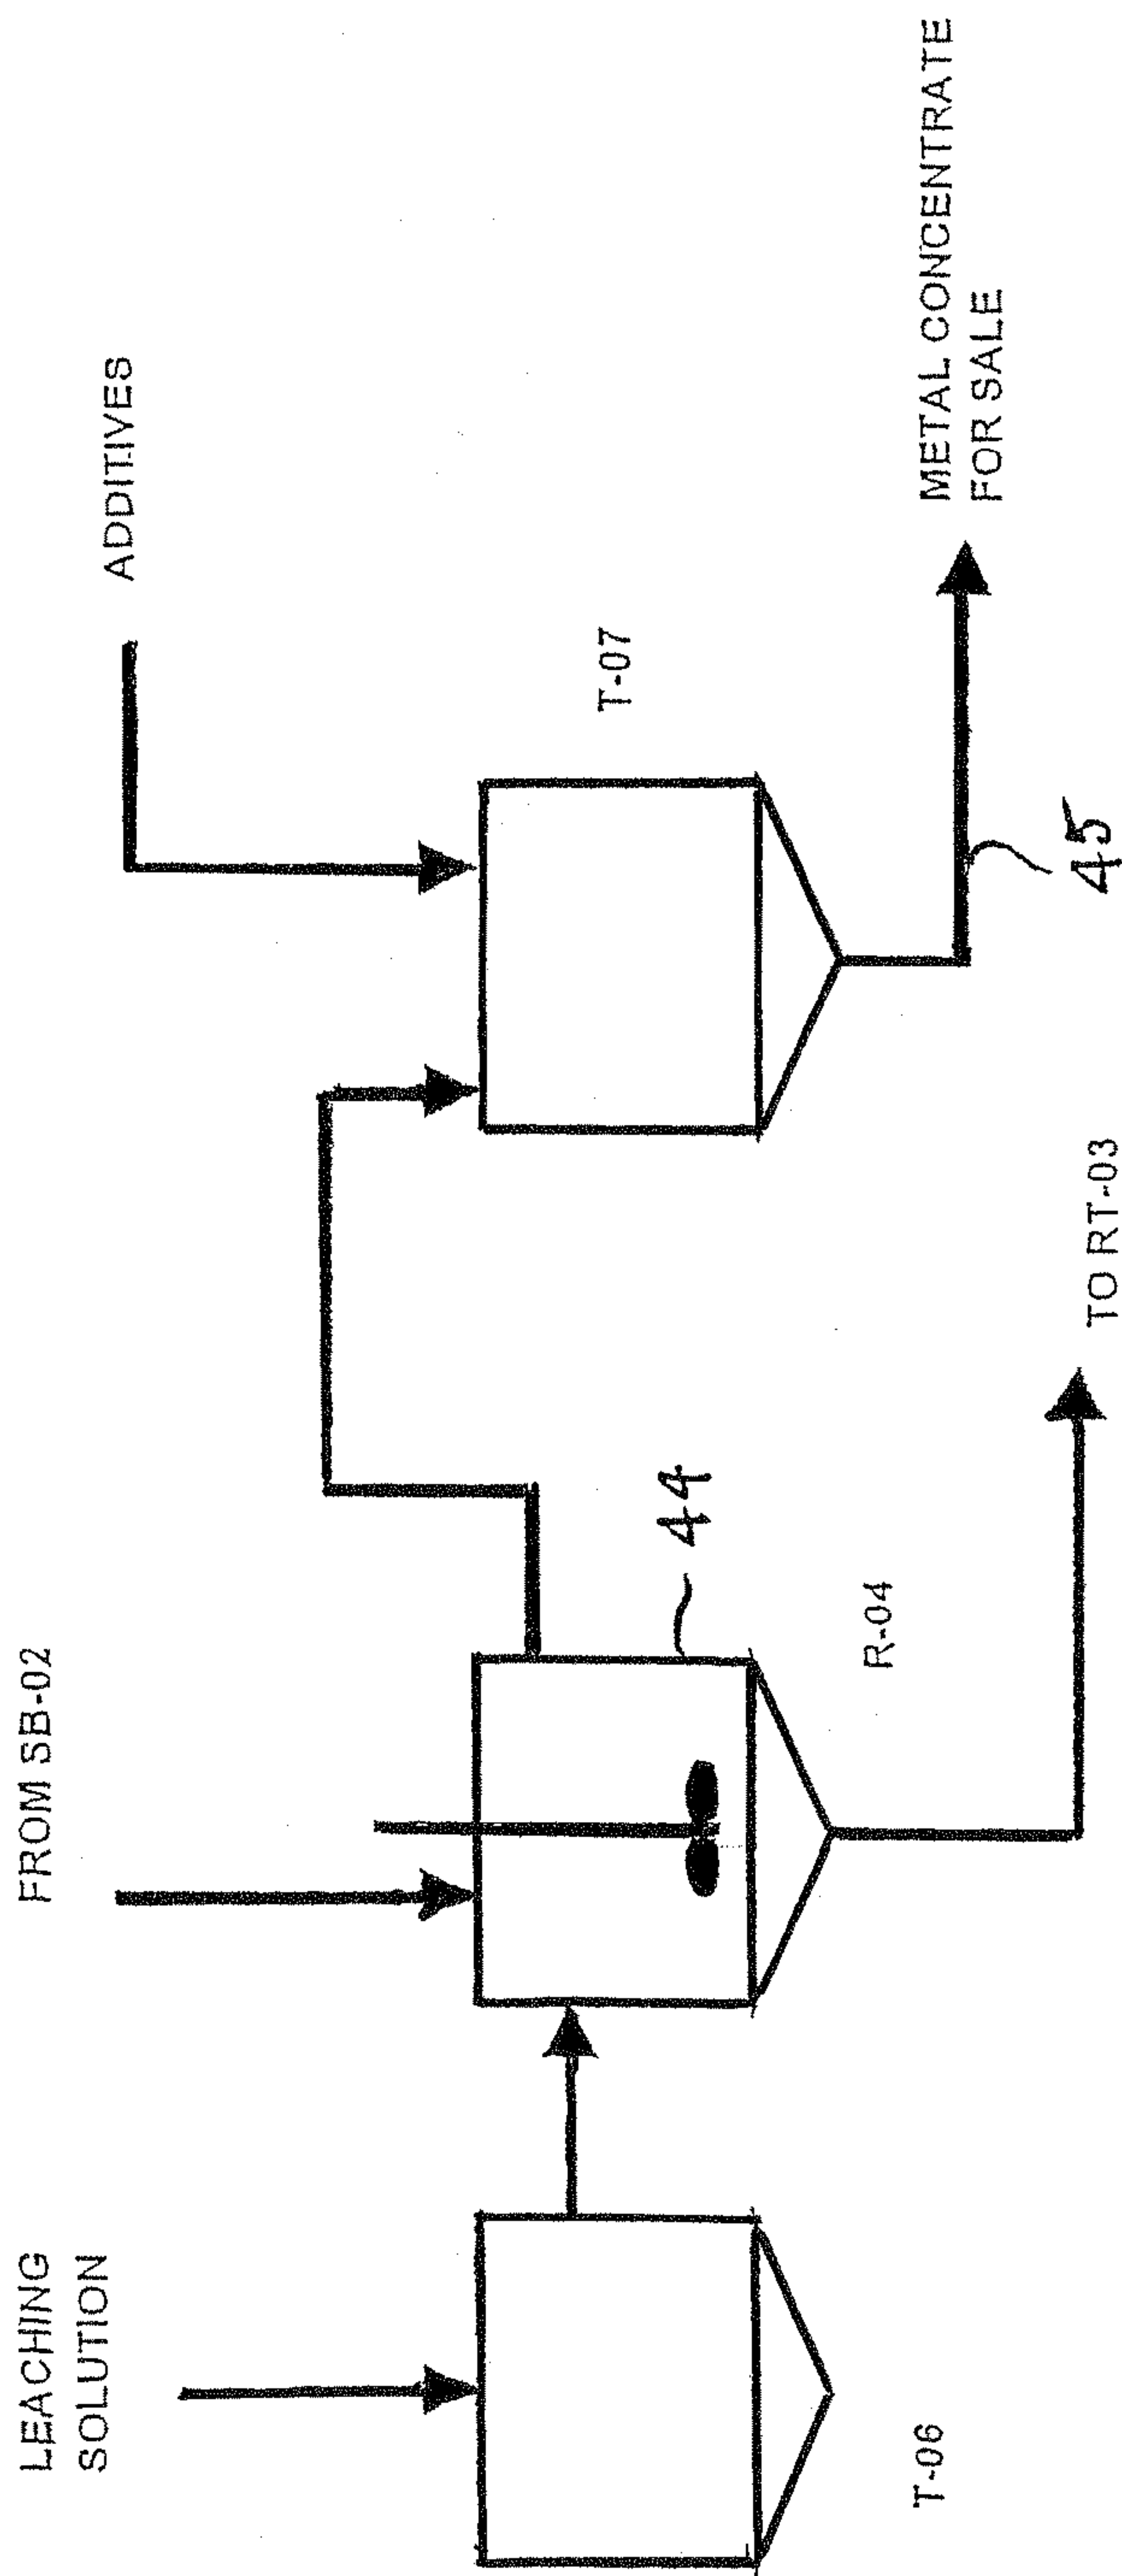 LEACHING
SOLUTION
FROM SB-02
ADDITIVES
T-06
R-04
44
T-07
TO RT-03
45
METAL CONCENTRATE
FOR SALE